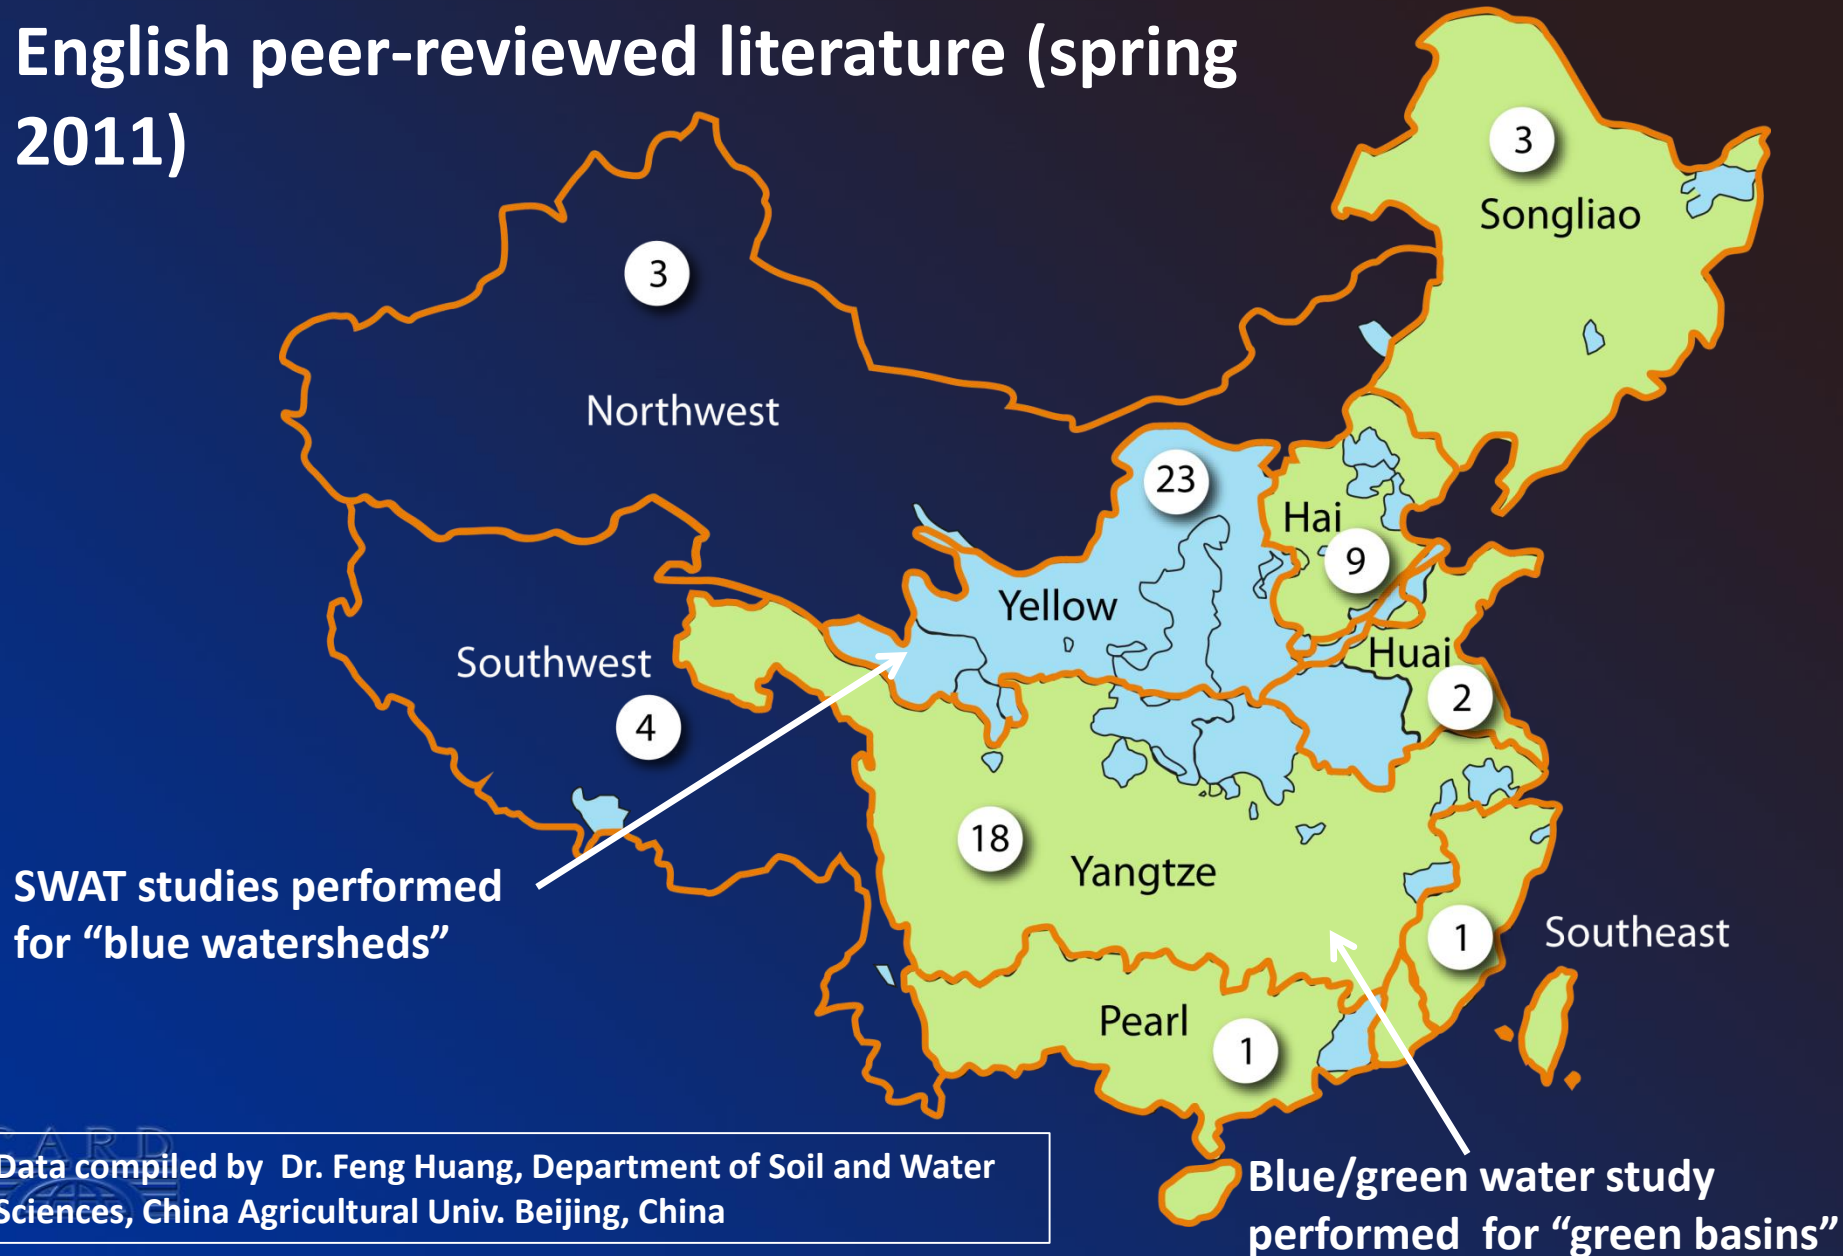 English peer-reviewed literature (spring
2011)
3
Songliao
3
Northwest
23
Hai
9
Yellow
Huai
2
Southwest
4
18
Yangtze
SWAT studies performed
for “blue watersheds”
1
Southeast
Pearl
1
CARD
Data compiled by Dr. Feng Huang, Department of Soil and Water
Sciences, China Agricultural Univ. Beijing, China
Blue/green water study
performed for “green basins”